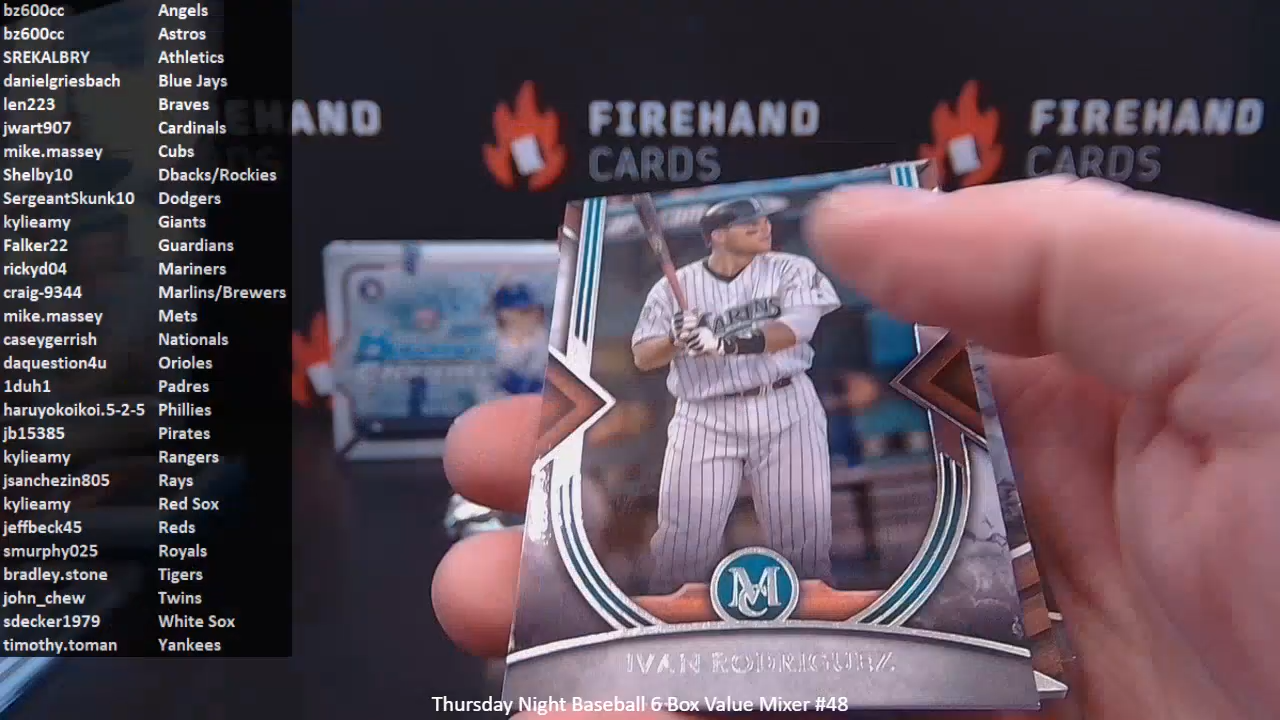 bz600cc Angels
bz600cc Astros
SREKALBRY Athletics
danielgriesbach Blue Jays
len223 Braves
jwart907 Cardinals
mike.massey Cubs
Shelby10 Dbacks/Rockies
SergeantSkunk10 Dodgers
kylieamy Giants
Falker22 Guardians
rickyd04 Mariners
craig-9344 Marlins/Brewers
mike.massey Mets
caseygerrish Nationals
daquestion4u Orioles
1duh1 Padres
haruyokoikoi.5-2-5 Phillies
jb15385 Pirates
kylieamy Rangers
jsanchezin805 Rays
kylieamy Red Sox
jeffbeck45 Reds
smurphy025 Royals
bradley.stone Tigers
john_chew Twins
sdecker1979 White Sox
timothy.toman Yankees
HAND
FIREHAND
CARDS
FIREHAND
CARDS
MC
IVAN RODRIGUEZ
Thursday Night Baseball 6 Box Value Mixer #48